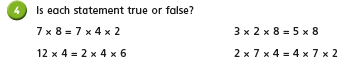 4 Is each statement true or false?
7 × 8 = 7 × 4 × 2 3 × 2 × 8 = 5 × 8
12 × 4 = 2 × 4 × 6 2 × 7 × 4 = 4 × 7 × 2